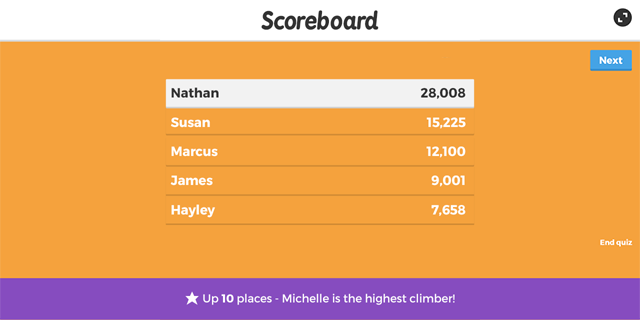 Scoreboard
Next
Nathan 28,008
Susan 15,225
Marcus 12,100
James 9,001
Hayley 7,658
End quiz
Up 10 places - Michelle is the highest climber!